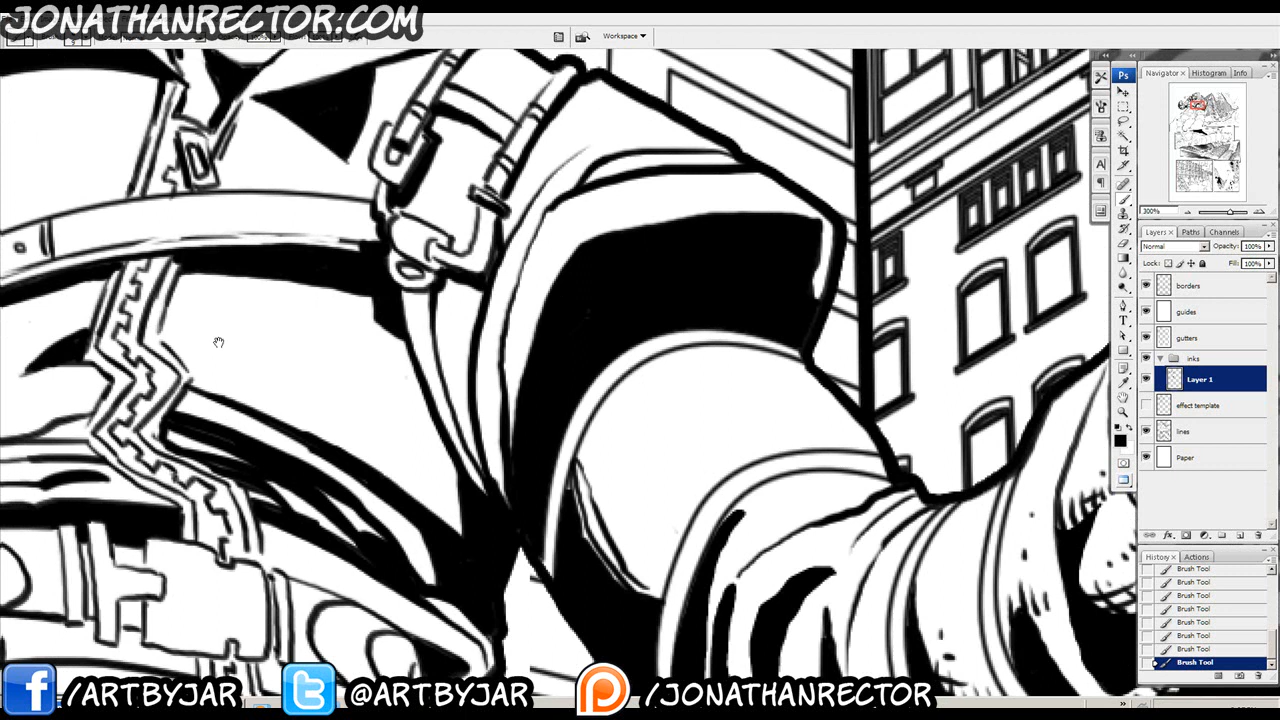 JONATHANRECTOR.COM
Workspace
Ps
Navigator × Histogram Info
300%
Layers × Paths Channels
Normal Opacity: 100%
Lock: Fill: 100%
borders
guides
gutters
inks
Layer 1
effect template
lines
Paper
fx
History × Actions
Brush Tool
Brush Tool
Brush Tool
Brush Tool
Brush Tool
Brush Tool
Brush Tool
Brush Tool
f /ARTBYJAR t @ARTBYJAR P /JONATHANRECTOR